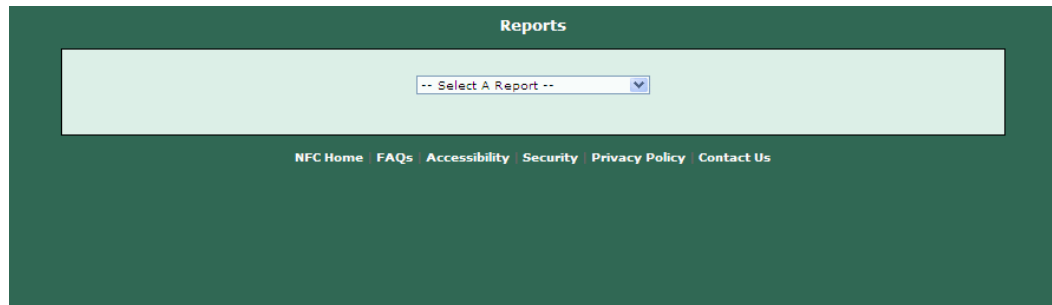 Reports
-- Select A Report --
NFC Home | FAQs | Accessibility | Security | Privacy Policy | Contact Us